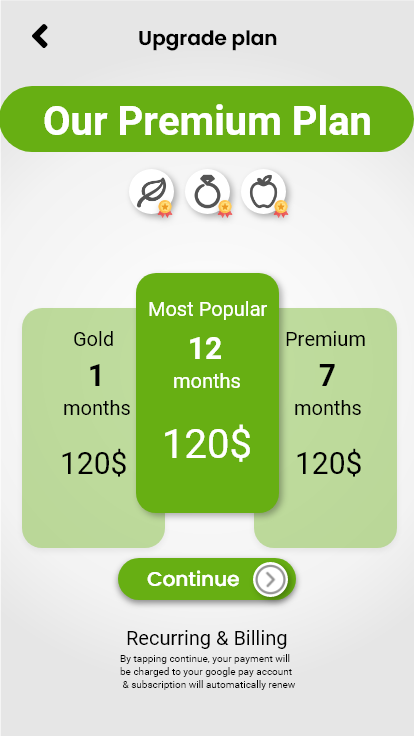 Upgrade plan
Our Premium Plan
Gold
1
months
120$
Most Popular
12
months
120$
Premium
7
months
120$
Continue
Recurring & Billing
By tapping continue, your payment will
be charged to your google pay account
& subscription will automatically renew